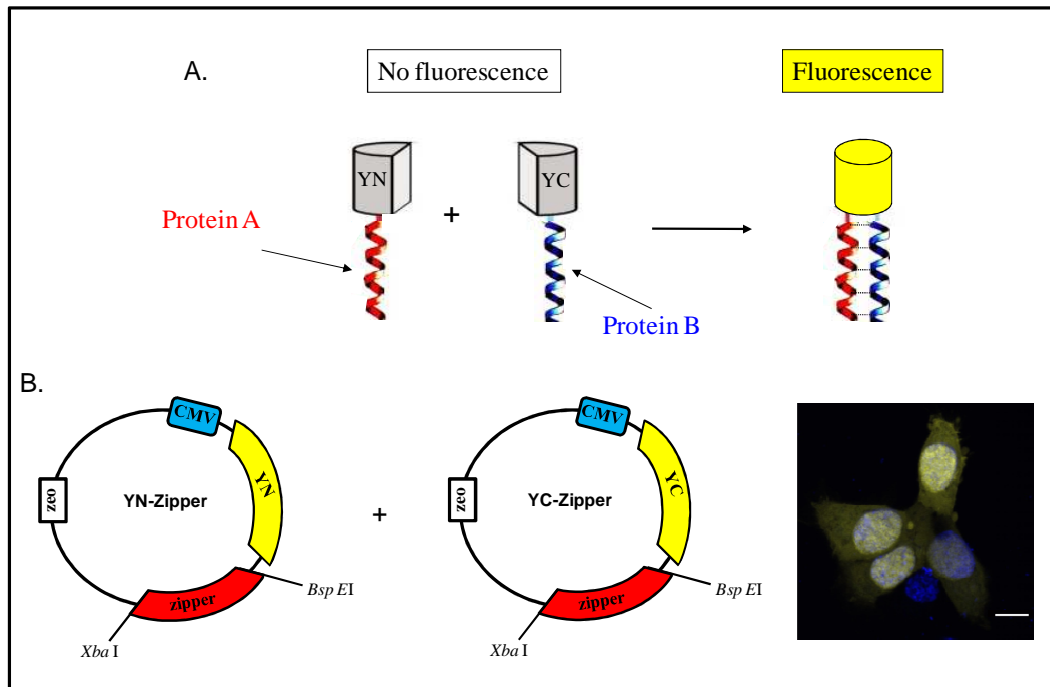 A.
No fluorescence
Fluorescence
YN
+
YC
Protein A
Protein B
B.
CMV
YN
zeo
YN-Zipper
zipper
Bsp EI
Xba I
+
CMV
YC
zeo
YC-Zipper
zipper
Bsp EI
Xba I